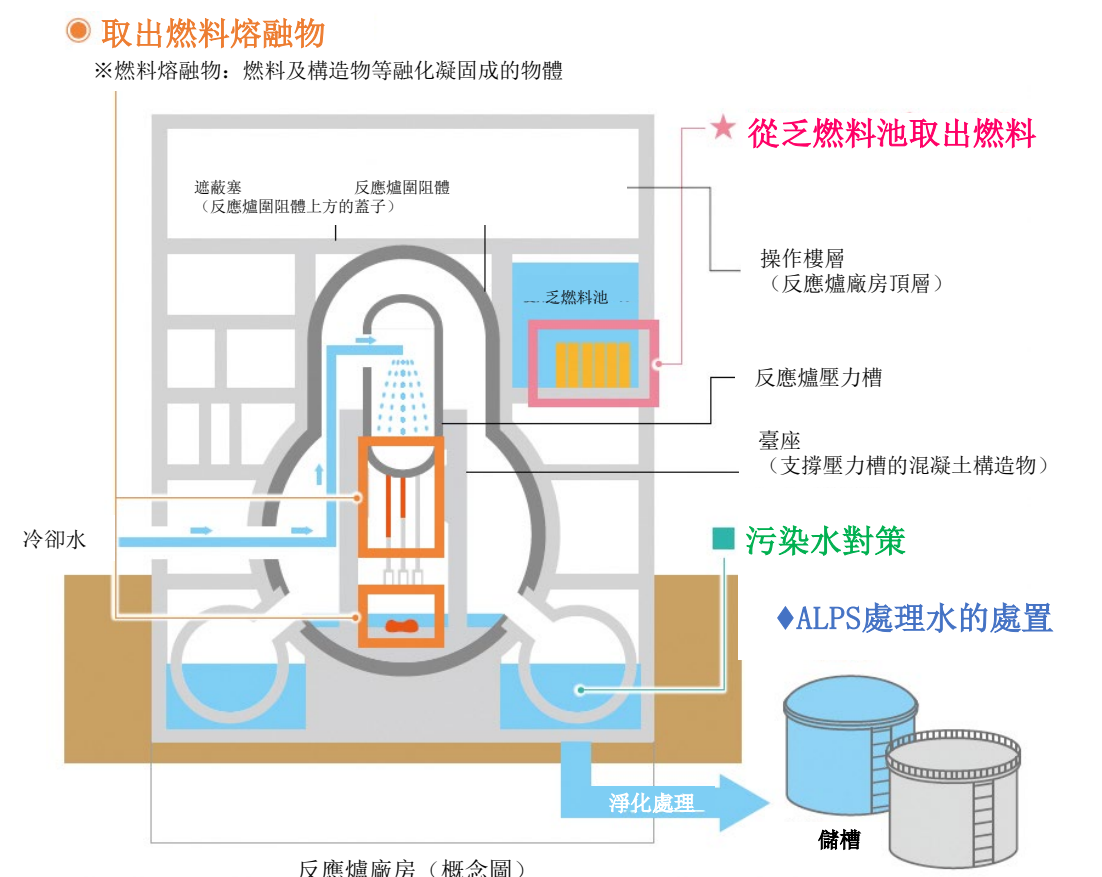 取出燃料熔融物
※燃料熔融物：燃料及構造物等融化凝固成的物體
★ 從乏燃料池取出燃料
遮蔽塞
（反應爐圍阻體上方的蓋子）
反應爐圍阻體
操作樓層
（反應爐廠房頂層）
乏燃料池
反應爐壓力槽
臺座
（支撐壓力槽的混凝土構造物）
冷卻水
■ 污染水對策
♦ALPS處理水的處置
淨化處理
儲槽
反應爐廠房（概念圖）